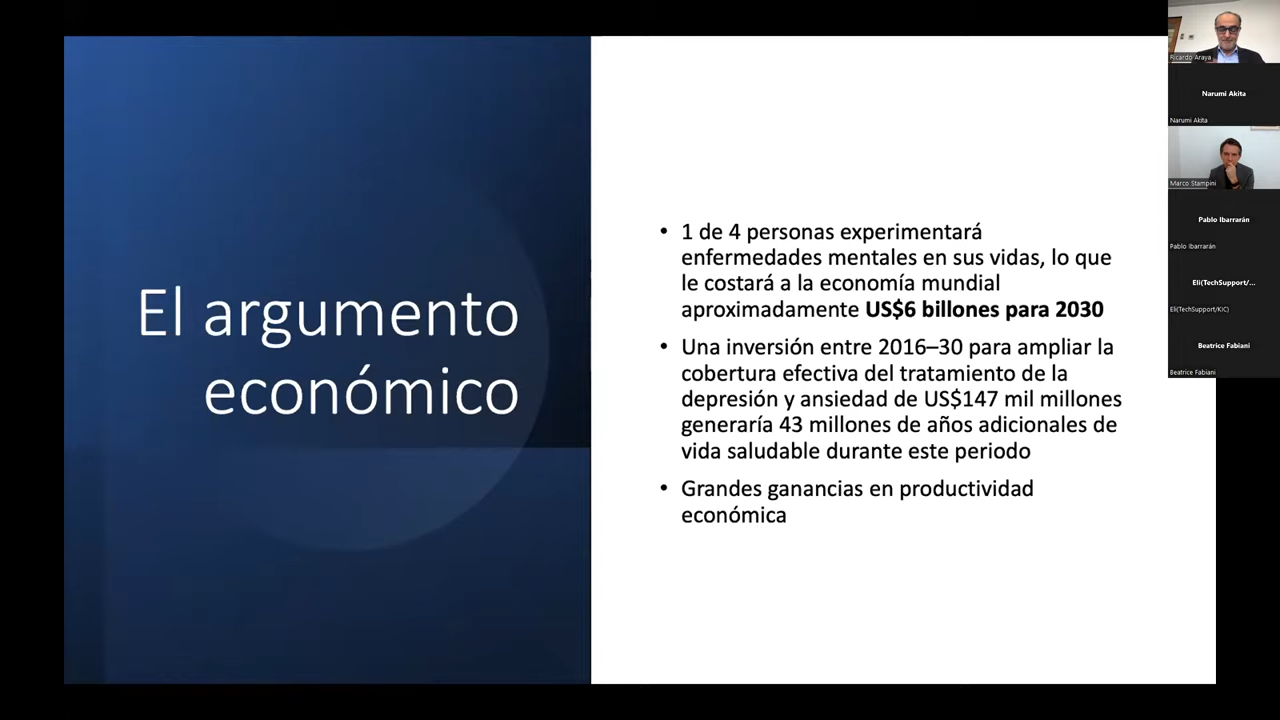 El argumento
económico
• 1 de 4 personas experimentará
enfermedades mentales en sus vidas, lo que
le costará a la economía mundial
aproximadamente US$6 billones para 2030
• Una inversión entre 2016–30 para ampliar la
cobertura efectiva del tratamiento de la
depresión y ansiedad de US$147 mil millones
generaría 43 millones de años adicionales de
vida saludable durante este periodo
• Grandes ganancias en productividad
económica
Ricardo Araya
Narumi Akita
Narumi Akita
Marco Stampini
Pablo Ibarrarán
Pablo Ibarrarán
Eli(TechSupport/...
Eli(TechSupport/KIC)
Beatrice Fabiani
Beatrice Fabiani